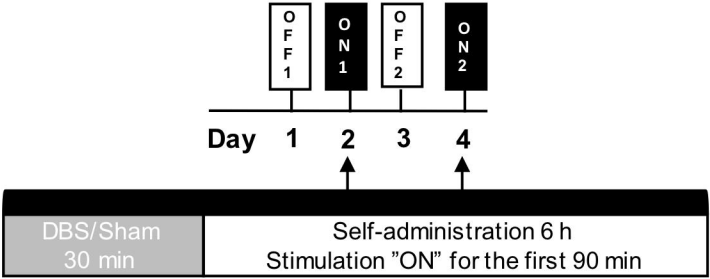 OFF1 ON1 OFF2 ON2
Day 1 2 3 4
DBS/Sham
30 min
Self-administration 6 h
Stimulation ”ON” for the first 90 min